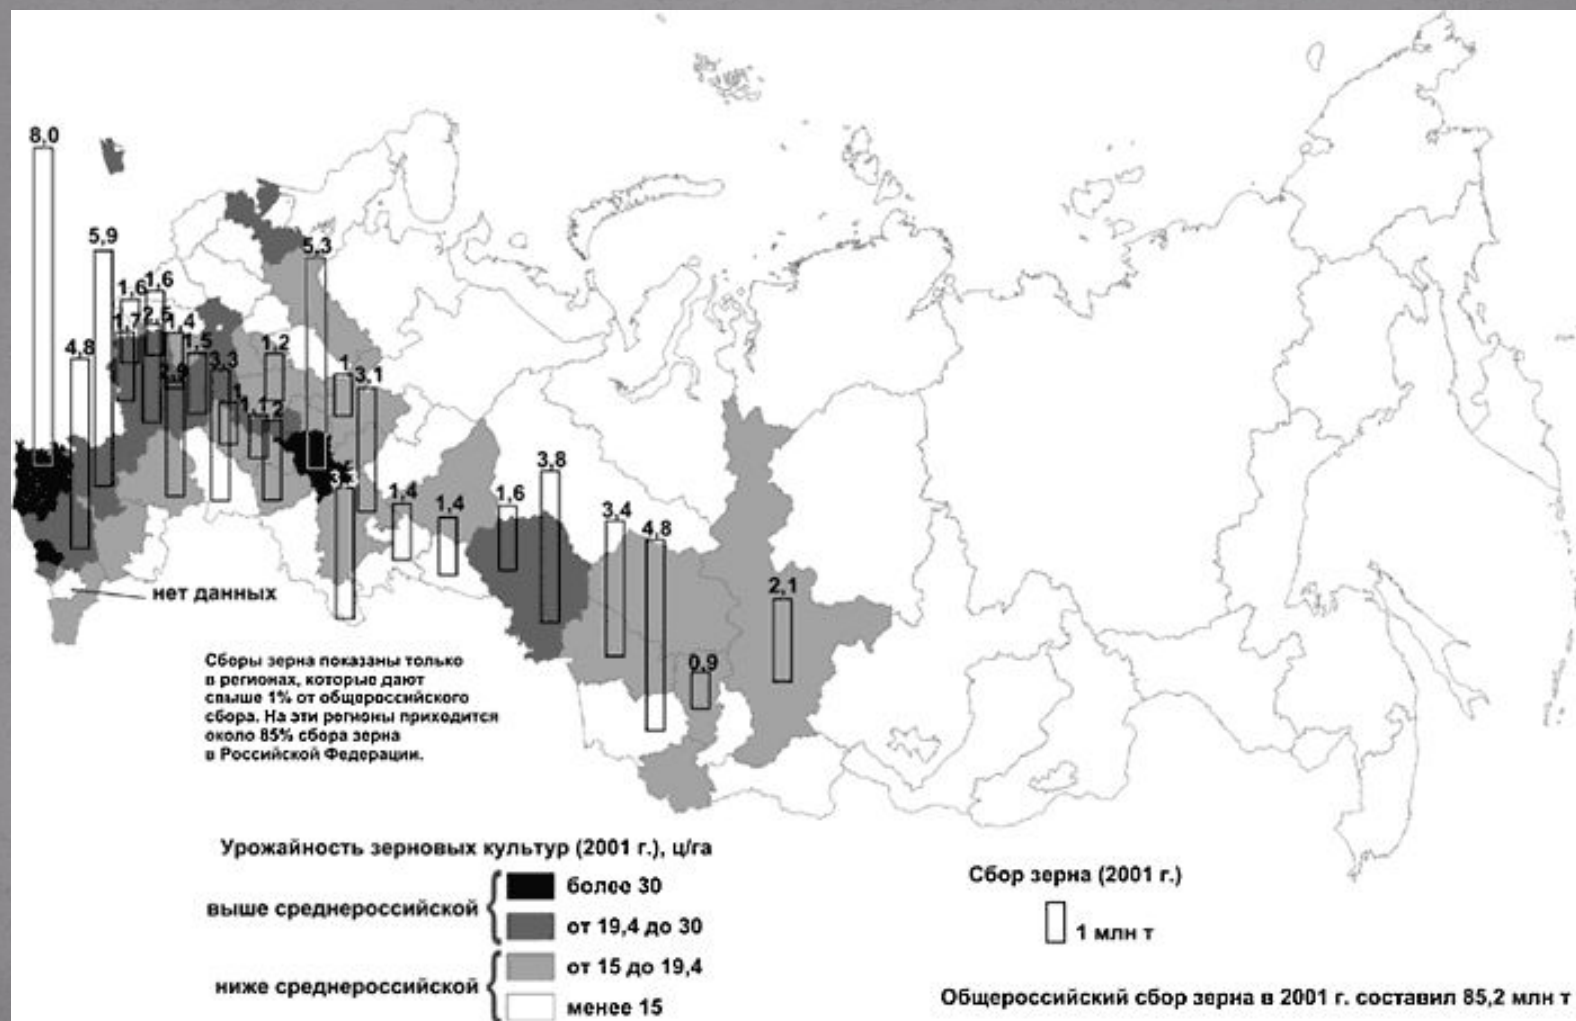 8,0
5,9
5,3
1,6
1,6
1,7
2,5
1,4
4,8
1,5
1,2
3,3
2,9
1
3,1
1
1,1
1,2
3,3
3,8
1,4
1,6
1,4
3,4
4,8
2,1
нет данных
0,9
Сборы зерна показаны только
в регионах, которые дают
свыше 1% от общероссийского
сбора. На эти регионы приходится
около 85% сбора зерна
в Российской Федерации.
Урожайность зерновых культур (2001 г.), ц/га
выше среднероссийской
более 30
от 19,4 до 30
ниже среднероссийской
от 15 до 19,4
менее 15
Сбор зерна (2001 г.)
1 млн т
Общероссийский сбор зерна в 2001 г. составил 85,2 млн т